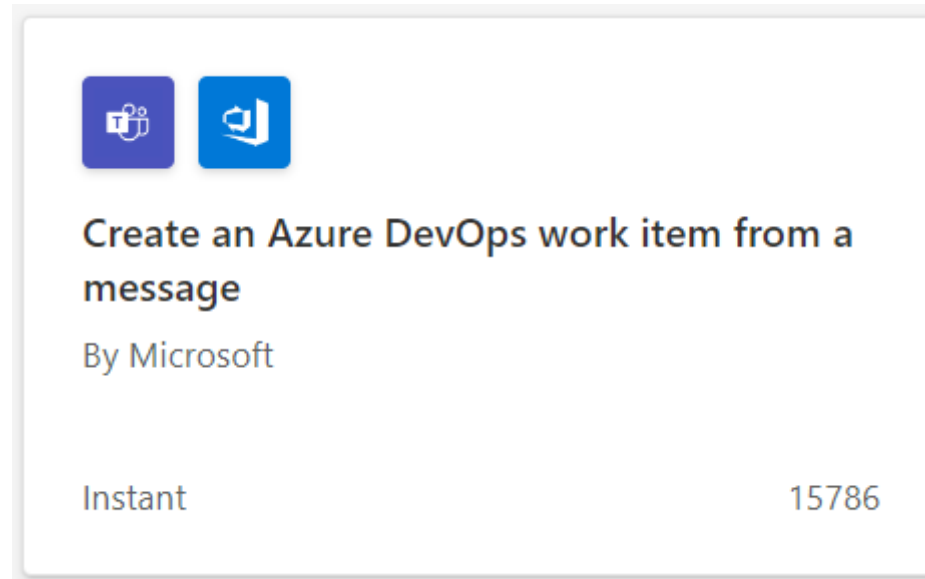 T
Create an Azure DevOps work item from a
message
By Microsoft
Instant 15786